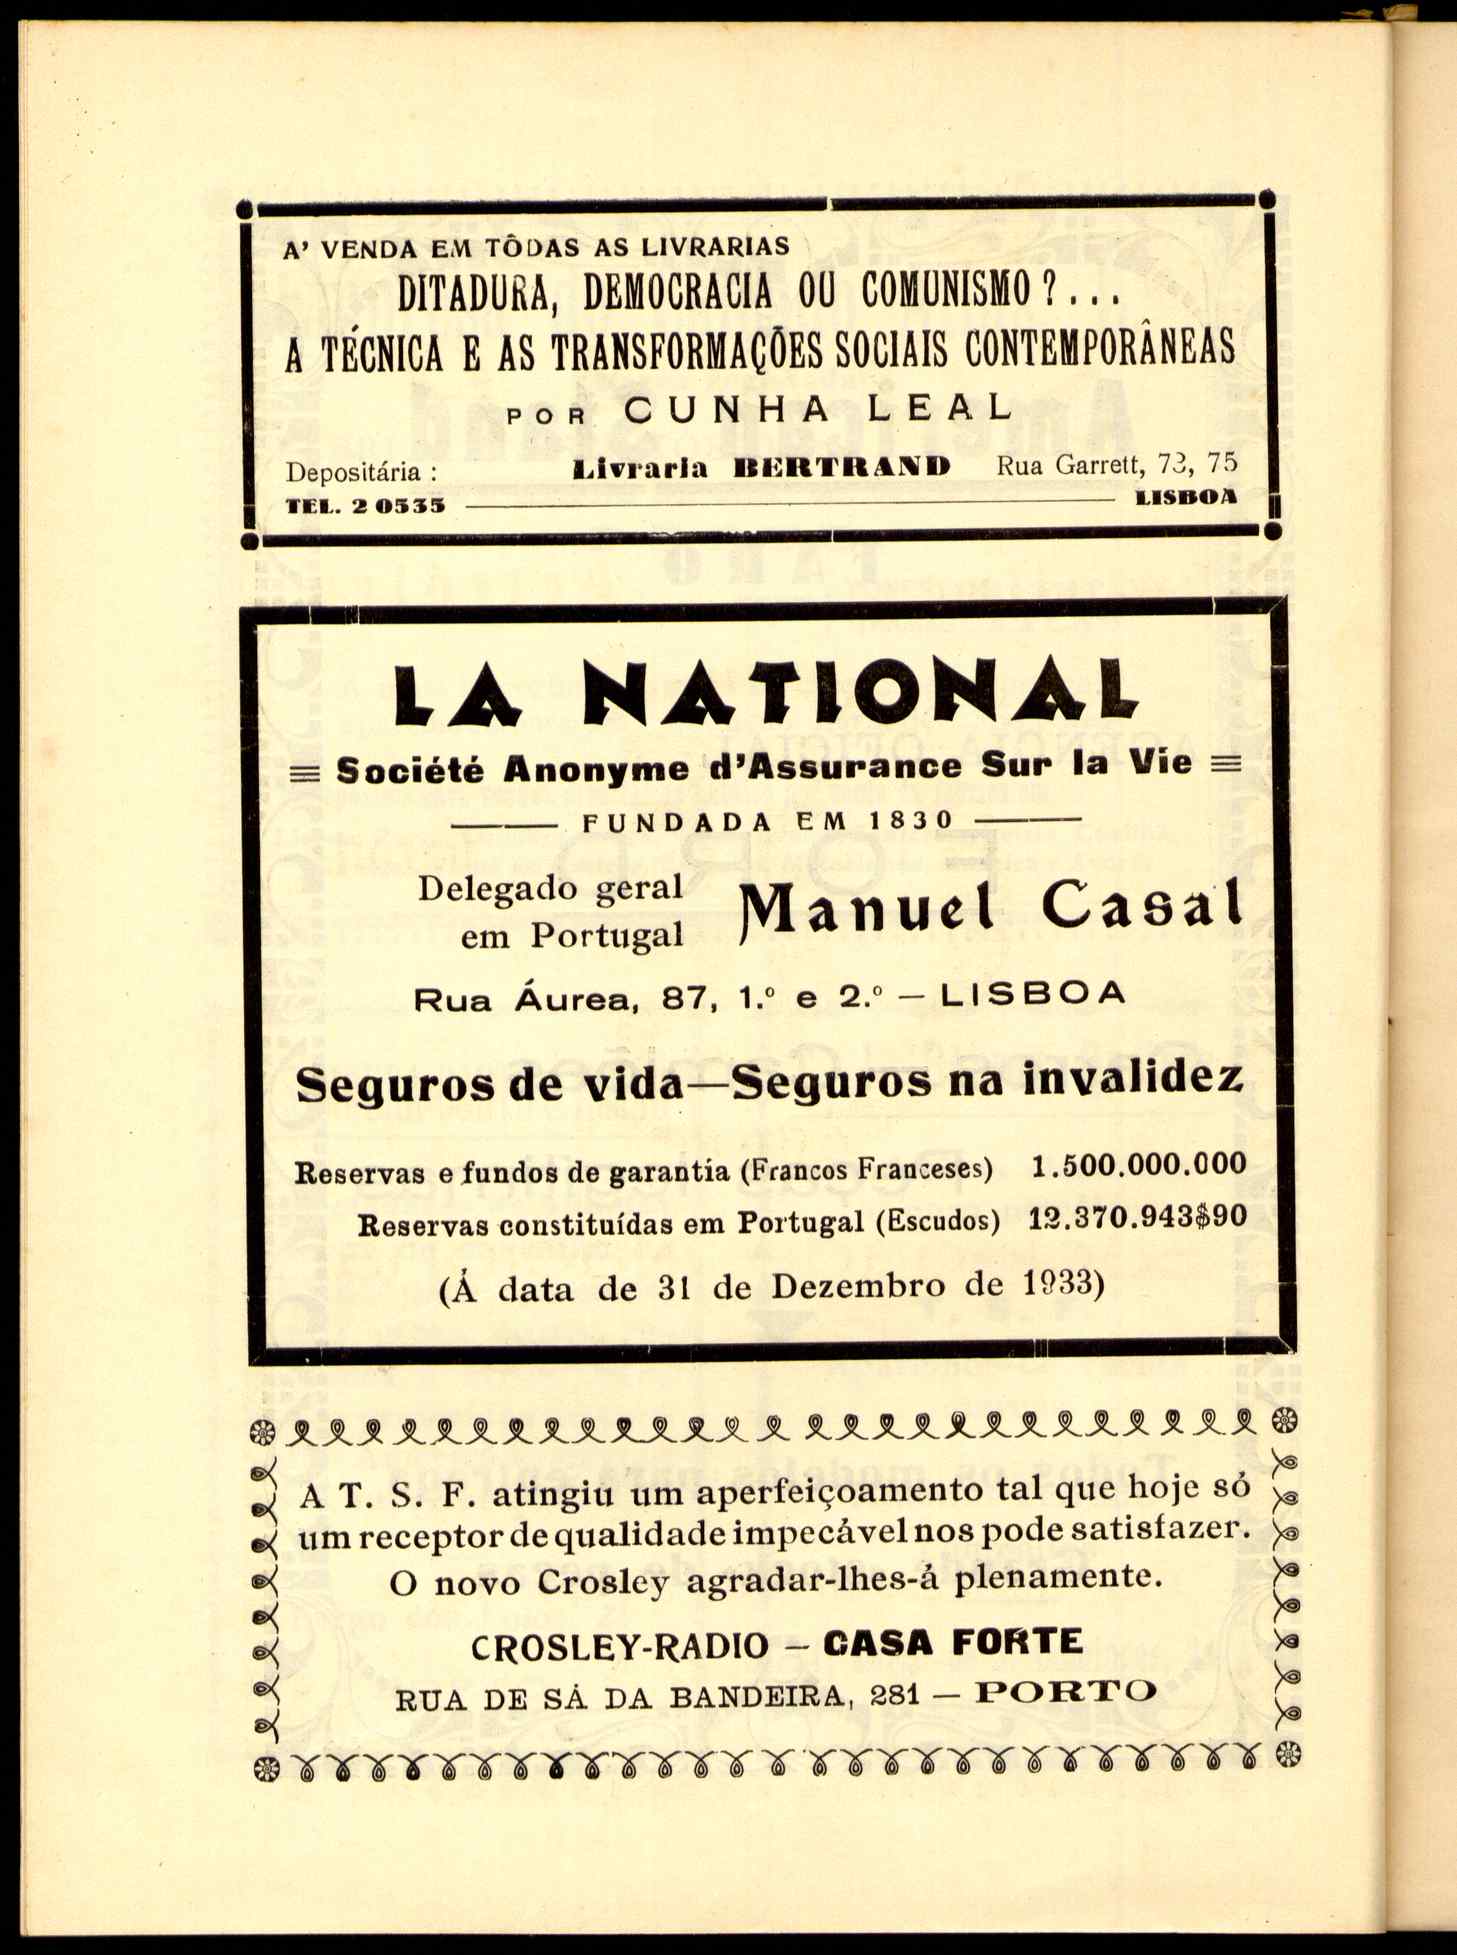 A' VENDA EM TÔDAS AS LIVRARIAS
DITADURA, DEMOCRACIA OU COMUNISMO ? . . .
A TÉCNICA E AS TRANSFORMAÇÕES SOCIAIS CONTEMPORÂNEAS
POR CUNHA LEAL
Depositária : Livraria BERTRAND Rua Garrett, 73, 75
TEL. 2 0535 LISBOA
LA NATIONAL
Société Anonyme d'Assurance Sur la Vie
FUNDADA EM 1830
Delegado geral
em Portugal Manuel Casal
Rua Áurea, 87, 1.º e 2.º — LISBOA
Seguros de vida—Seguros na invalidez
Reservas e fundos de garantia (Francos Franceses) 1.500.000.000
Reservas constituídas em Portugal (Escudos) 12.370.943$90
(Á data de 31 de Dezembro de 1933)
A T. S. F. atingiu um aperfeiçoamento tal que hoje só
um receptor de qualidade impecável nos pode satisfazer.
O novo Crosley agradar-lhes-á plenamente.
CROSLEY-RADIO — CASA FORTE
RUA DE SÁ DA BANDEIRA, 281 — PORTO